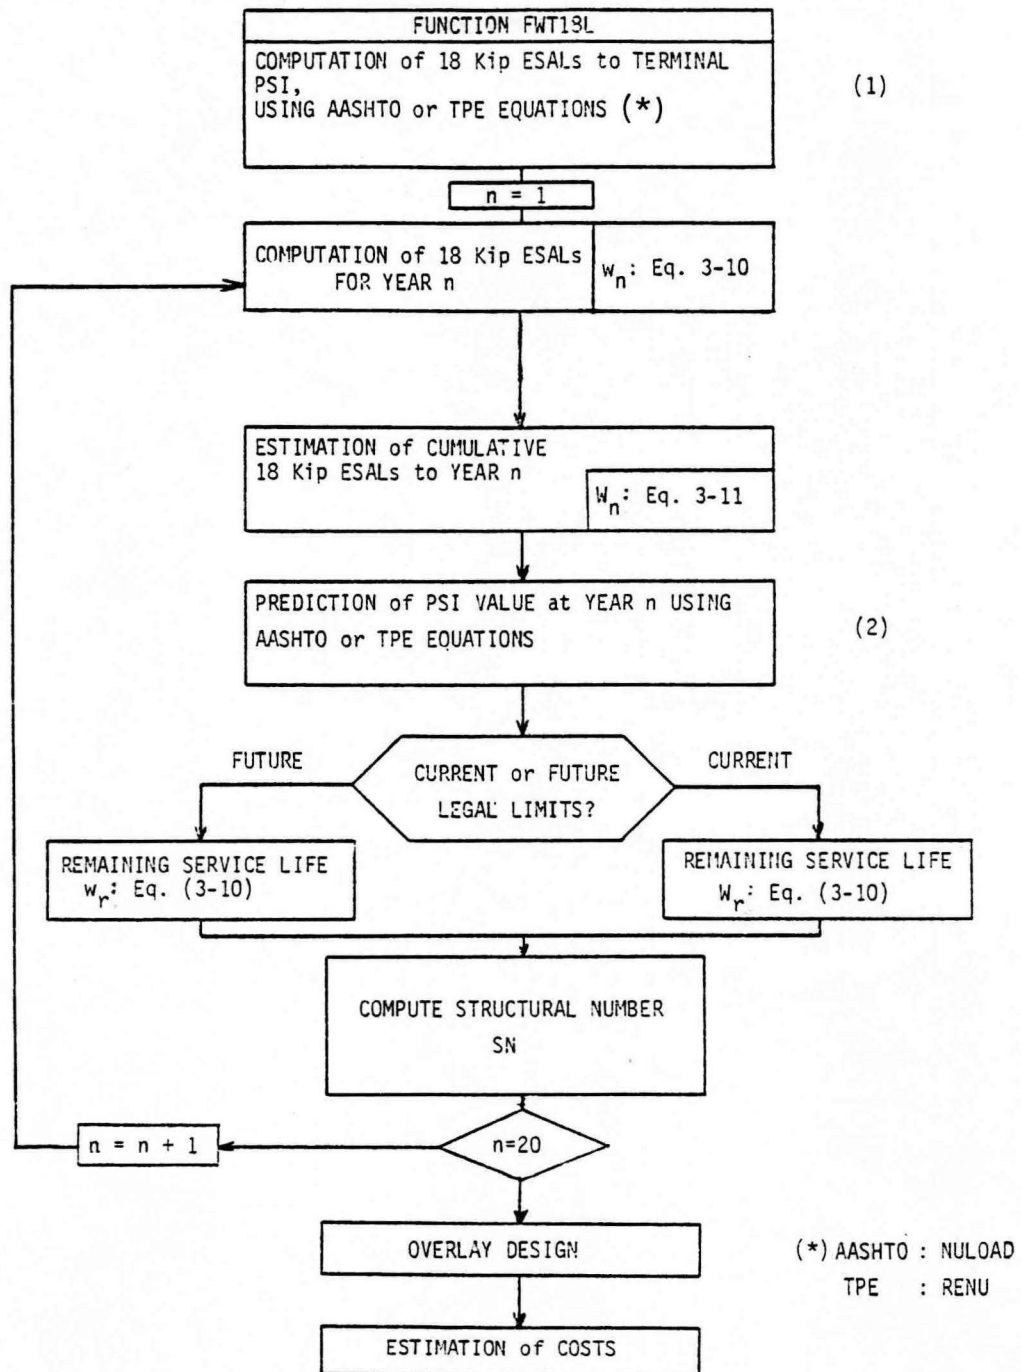 FUNCTION FWT18L
COMPUTATION of 18 Kip ESALs to TERMINAL
PSI,
USING AASHTO or TPE EQUATIONS (*)
(1)
n = 1
COMPUTATION of 18 Kip ESALs
FOR YEAR n
wn: Eq. 3-10
ESTIMATION of CUMULATIVE
18 Kip ESALs to YEAR n
Wn: Eq. 3-11
PREDICTION of PSI VALUE at YEAR n USING
AASHTO or TPE EQUATIONS
(2)
FUTURE
CURRENT or FUTURE
LEGAL LIMITS?
CURRENT
REMAINING SERVICE LIFE
wr: Eq. (3-10)
REMAINING SERVICE LIFE
Wr: Eq. (3-10)
COMPUTE STRUCTURAL NUMBER
SN
n = n + 1
n=20
OVERLAY DESIGN
(*) AASHTO : NULOAD
TPE : RENU
ESTIMATION of COSTS